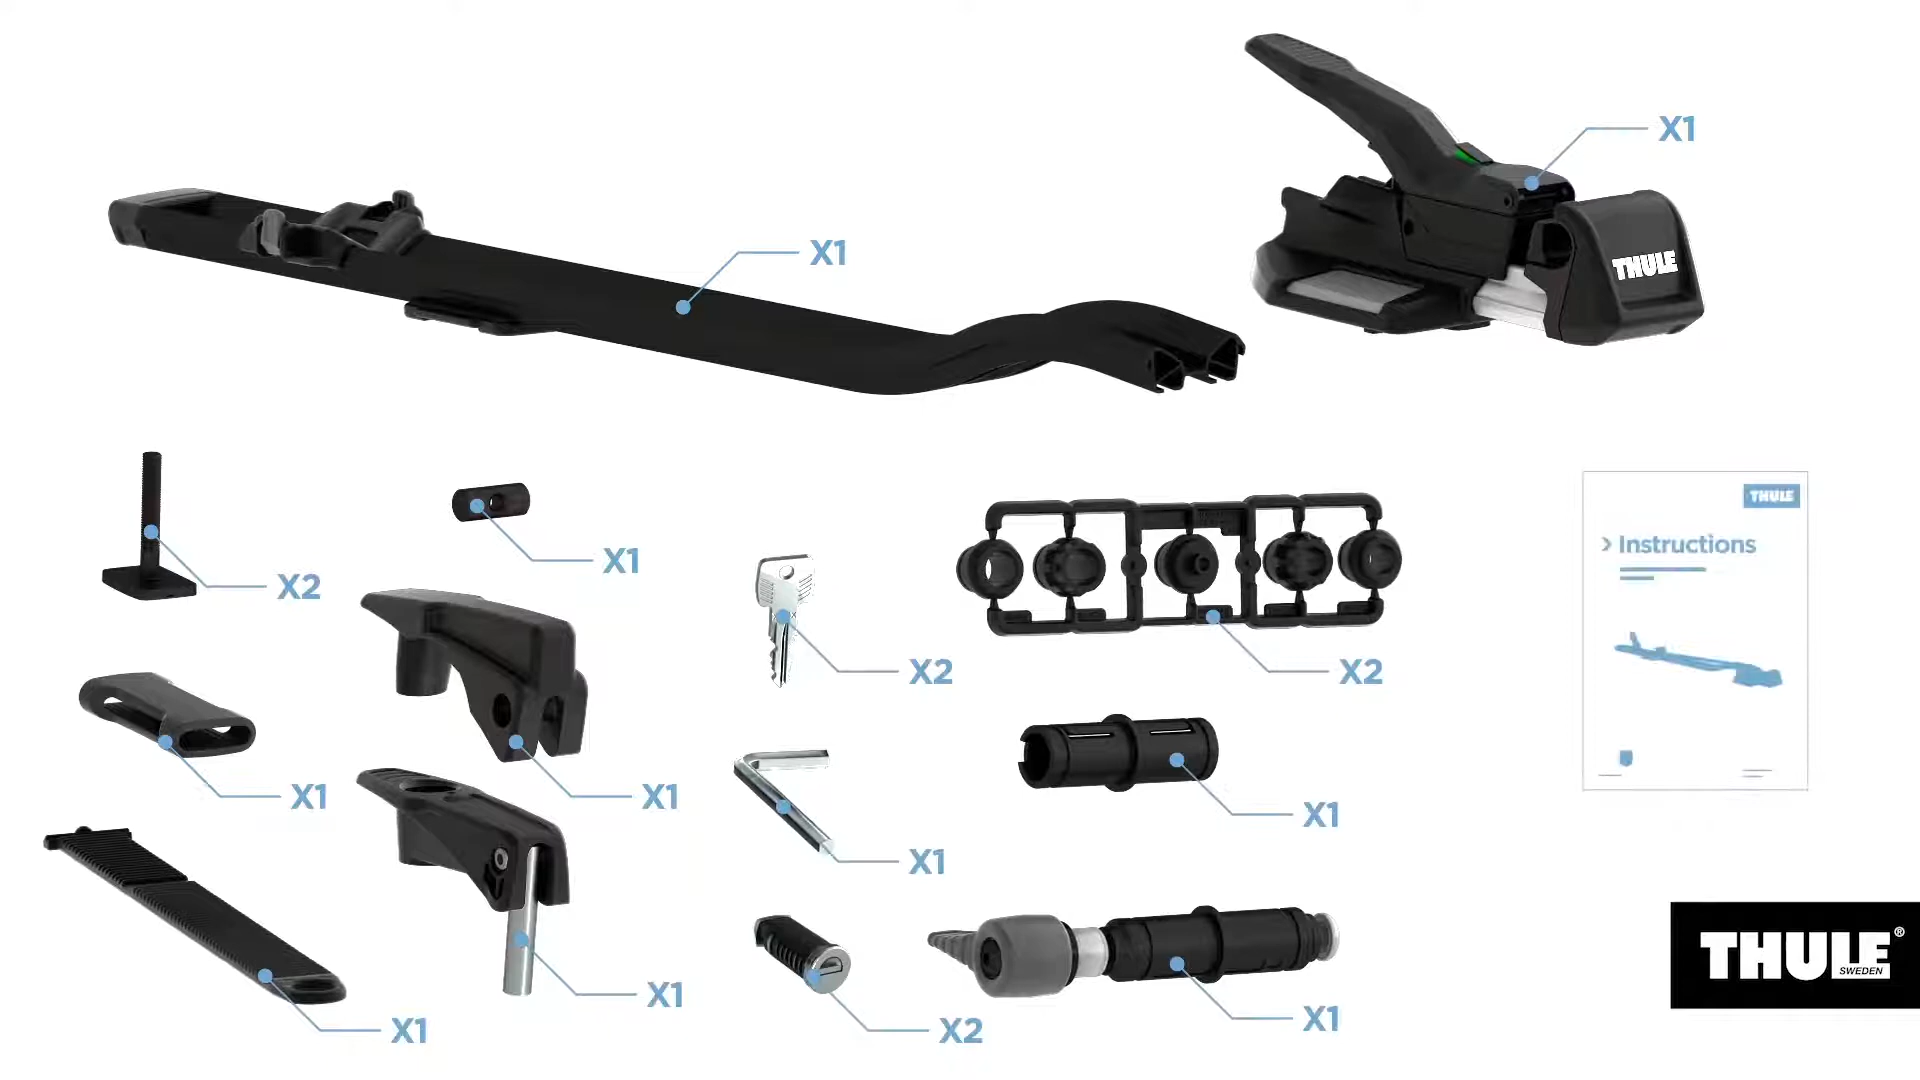 X1
THULE
X1
THULE
X1
› Instructions
X2
X2
X2
X1
X1
X1
X1
X1
X1
X1
X2
X1
THULE®
SWEDEN